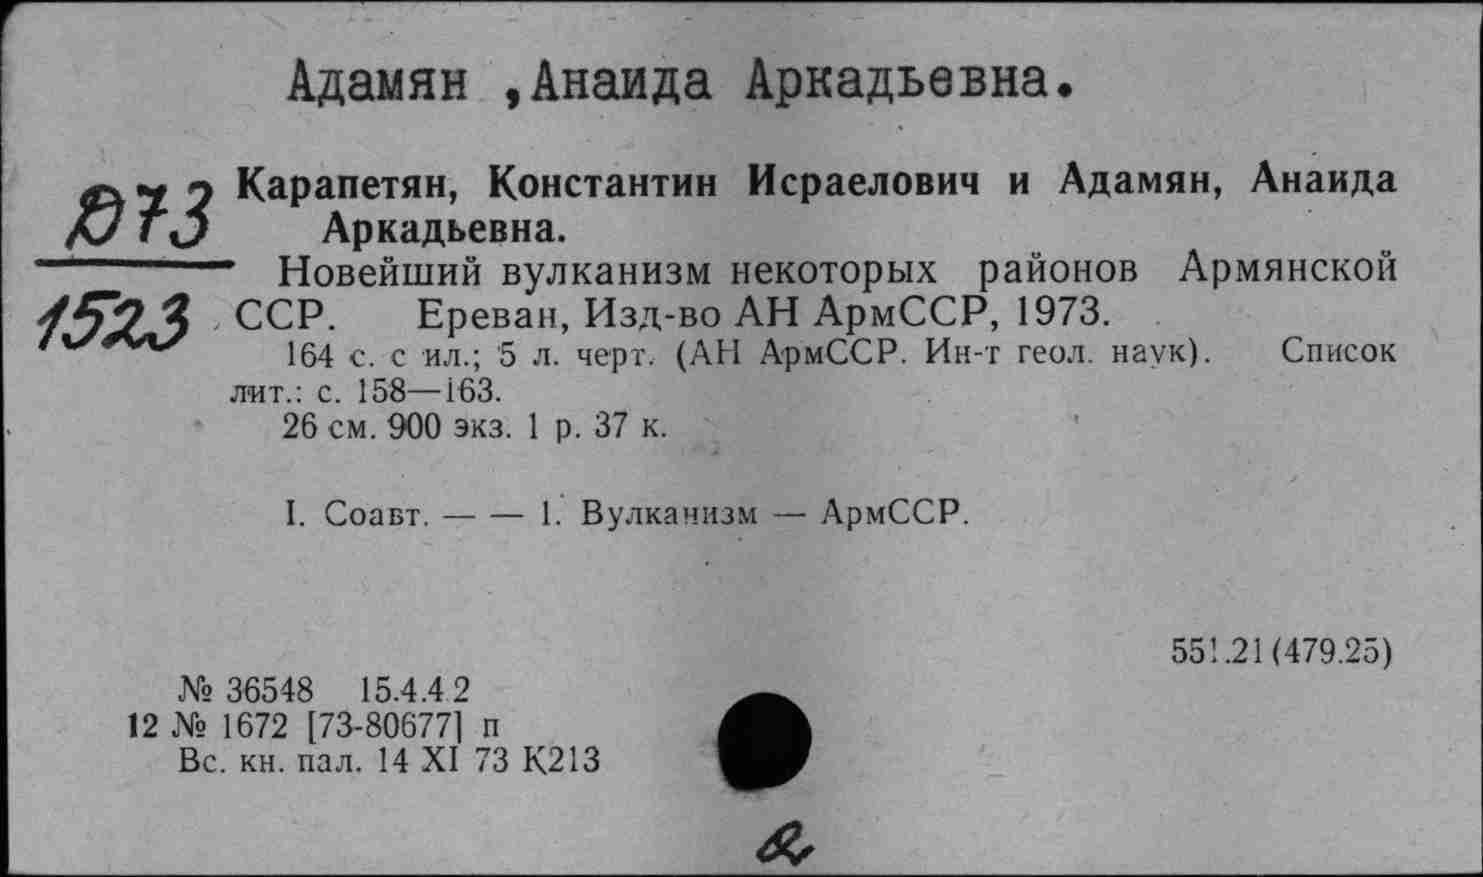 Адамян ,Анаида Аркадьевна.
Карапетян, Константин Исраелович и Адамян, Анаида
Аркадьевна.
Новейший вулканизм некоторых районов Армянской
1523 ССР. Ереван, Изд-во АН АрмССР, 1973.
164 с. с ил.; 5 л. черт. (АН АрмССР. Ин-т геол. наук). Список
лит.: с. 158—163.
26 см. 900 экз. 1 р. 37 к.
I. Соавт. — — 1. Вулканизм — АрмССР.
551.21(479.25)
№ 36548 15.4.4.2
12 № 1672 [73-80677] п
Вс. кн. пал. 14 XI 73 К213